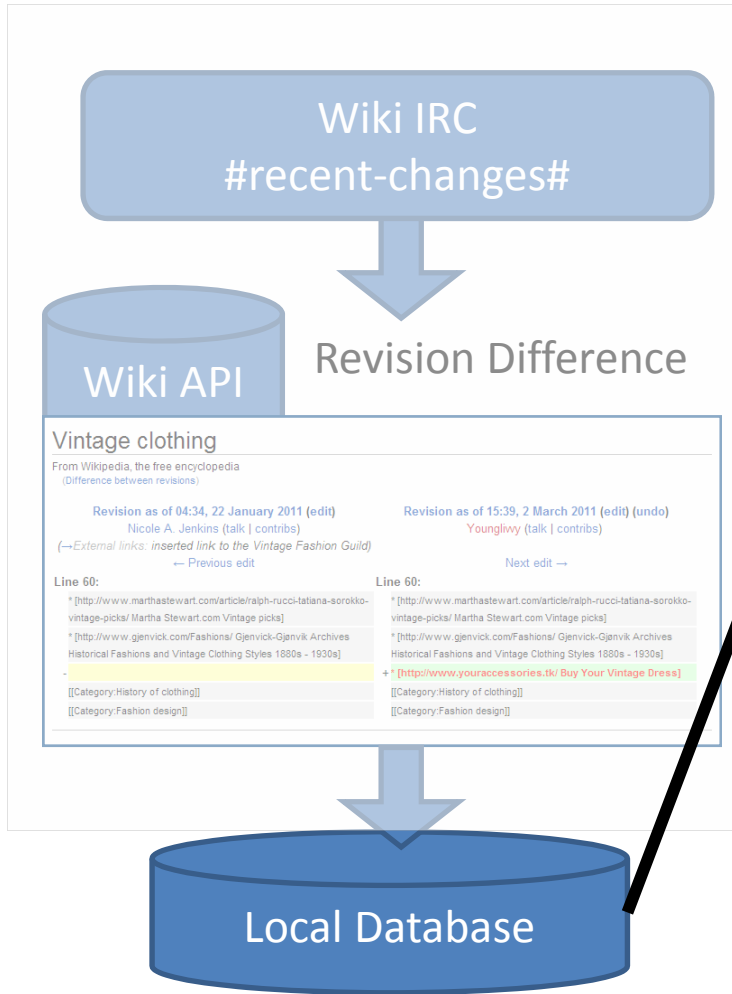 Wiki IRC
#recent-changes#
Wiki API
Revision Difference
Vintage clothing
From Wikipedia, the free encyclopedia
(Difference between revisions)
Revision as of 04:34, 22 January 2011 (edit)
Nicole A. Jenkins (talk | contribs)
(→External links: inserted link to the Vintage Fashion Guild)
← Previous edit
Revision as of 15:39, 2 March 2011 (edit) (undo)
Youngliwy (talk | contribs)
Next edit →
Line 60:
* [http://www.marthastewart.com/article/ralph-rucci-tatiana-sorokko-
vintage-picks/ Martha Stewart.com Vintage picks]
* [http://www.gjenvick.com/Fashions/ Gjenvick-Gjønvik Archives
Historical Fashions and Vintage Clothing Styles 1880s - 1930s]
-
[[Category:History of clothing]]
[[Category:Fashion design]]
Line 60:
* [http://www.marthastewart.com/article/ralph-rucci-tatiana-sorokko-
vintage-picks/ Martha Stewart.com Vintage picks]
* [http://www.gjenvick.com/Fashions/ Gjenvick-Gjønvik Archives
Historical Fashions and Vintage Clothing Styles 1880s - 1930s]
+ * [http://www.youraccessories.tk/ Buy Your Vintage Dress]
[[Category:History of clothing]]
[[Category:Fashion design]]
Local Database